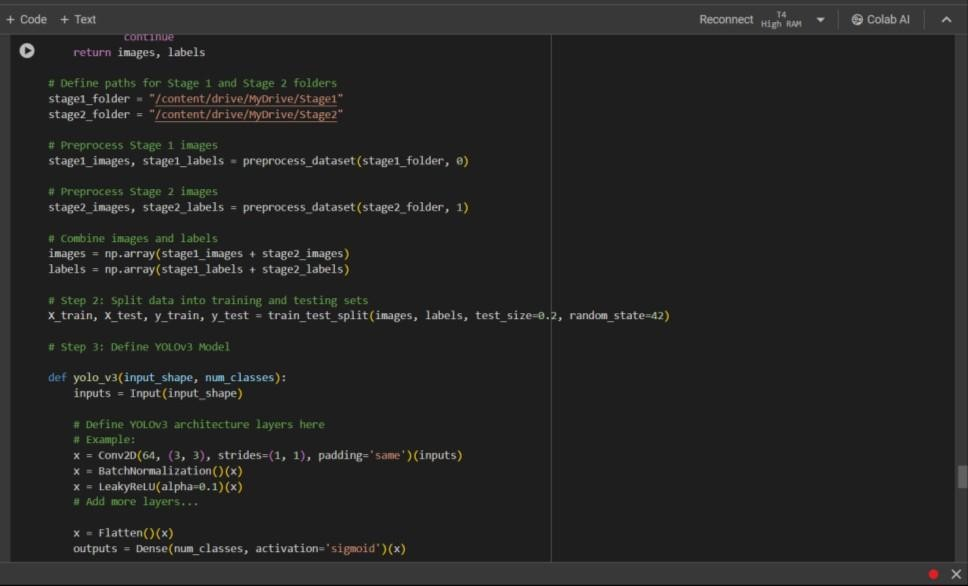 + Code + Text
Reconnect T4 High RAM Colab AI
continue
return images, labels
# Define paths for Stage 1 and Stage 2 folders
stage1_folder = "/content/drive/MyDrive/Stage1"
stage2_folder = "/content/drive/MyDrive/Stage2"
# Preprocess Stage 1 images
stage1_images, stage1_labels = preprocess_dataset(stage1_folder, 0)
# Preprocess Stage 2 images
stage2_images, stage2_labels = preprocess_dataset(stage2_folder, 1)
# Combine images and labels
images = np.array(stage1_images + stage2_images)
labels = np.array(stage1_labels + stage2_labels)
# Step 2: Split data into training and testing sets
X_train, X_test, y_train, y_test = train_test_split(images, labels, test_size=0.2, random_state=42)
# Step 3: Define YOLOv3 Model
def yolo_v3(input_shape, num_classes):
    inputs = Input(input_shape)
    # Define YOLOv3 architecture layers here
    # Example:
    x = Conv2D(64, (3, 3), strides=(1, 1), padding='same')(inputs)
    x = BatchNormalization()(x)
    x = LeakyReLU(alpha=0.1)(x)
    # Add more layers...
    x = Flatten()(x)
    outputs = Dense(num_classes, activation='sigmoid')(x)